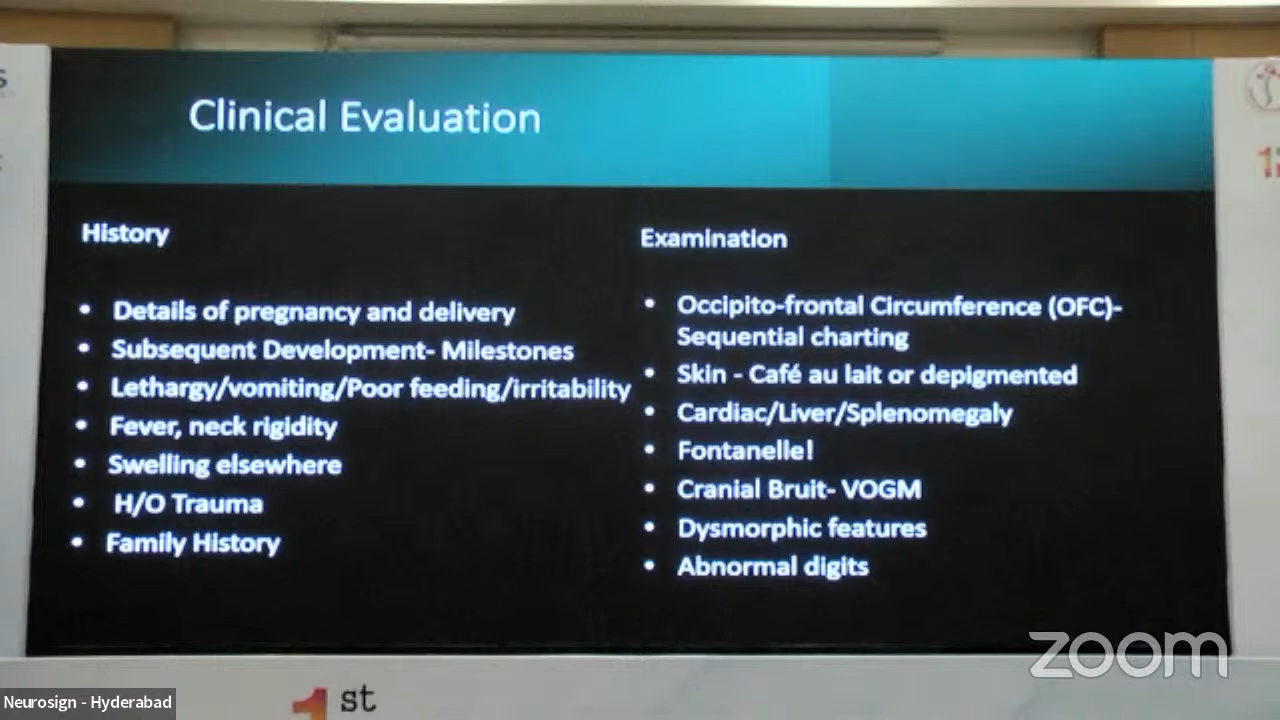 Clinical Evaluation
History
• Details of pregnancy and delivery
• Subsequent Development- Milestones
• Lethargy/vomiting/Poor feeding/irritability
• Fever, neck rigidity
• Swelling elsewhere
• H/O Trauma
• Family History
Examination
• Occipito-frontal Circumference (OFC)-
Sequential charting
• Skin - Café au lait or depigmented
• Cardiac/Liver/Splenomegaly
• Fontanelle!
• Cranial Bruit- VOGM
• Dysmorphic features
• Abnormal digits
zoom
Neurosign - Hyderabad
1st